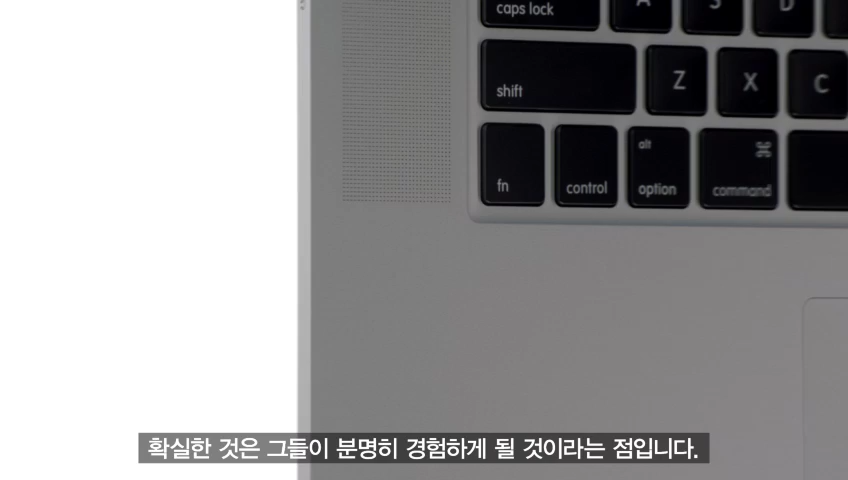 caps lock
A
S
D
shift
Z
X
C
alt
⌘
fn
control
option
command
확실한 것은 그들이 분명히 경험하게 될 것이라는 점입니다.